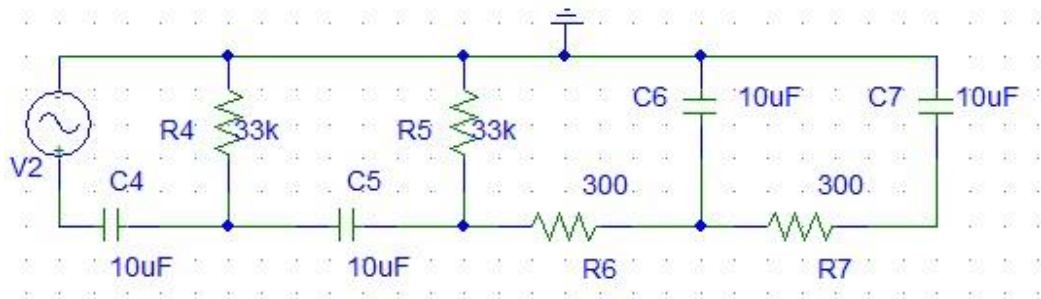 C6 10uF C7 10uF
R4 33k R5 33k
V2
C4 C5 300 300
10uF 10uF R6 R7